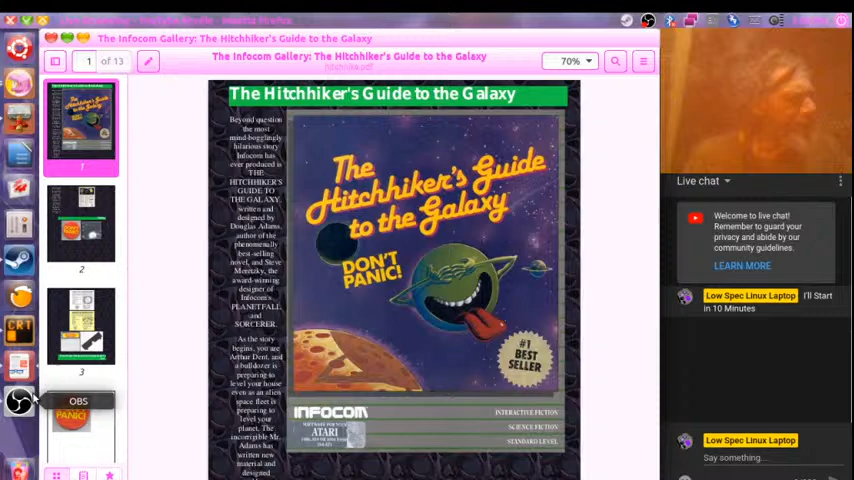 The Infocom Gallery: The Hitchhiker's Guide to the Galaxy
1 of 13
The Infocom Gallery: The Hitchhiker's Guide to the Galaxy
70%
1
2
3
CRT
OBS
PANIC!
The Hitchhiker's Guide to the Galaxy
Beyond question
the most
mind-bogglingly
hilarious story
Infocom has
ever produced is
THE
HITCHHIKER'S
GUIDE TO
THE GALAXY,
written and
designed by
Douglas Adams,
author of the
phenomenally
best-selling
novel, and Steve
Meretzky, the
award-winning
designer of
Infocom's
PLANETFALL
and
SORCERER.
As the story
begins, you are
Arthur Dent, and
a bulldozer is
preparing to
level your house
even as an alien
space fleet is
preparing to
level your
planet. The
incorrigible Mr.
Adams has
written new
material and
designed
The
Hitchhiker's Guide
to the Galaxy
DON'T
PANIC!
#1
BEST
SELLER
INFOCOM
INTERACTIVE FICTION
SCIENCE FICTION
STANDARD LEVEL
ATARI
Live chat
Welcome to live chat!
Remember to guard your
privacy and abide by our
community guidelines.
LEARN MORE
Low Spec Linux Laptop I'll Start
in 10 Minutes
Low Spec Linux Laptop
Say something...